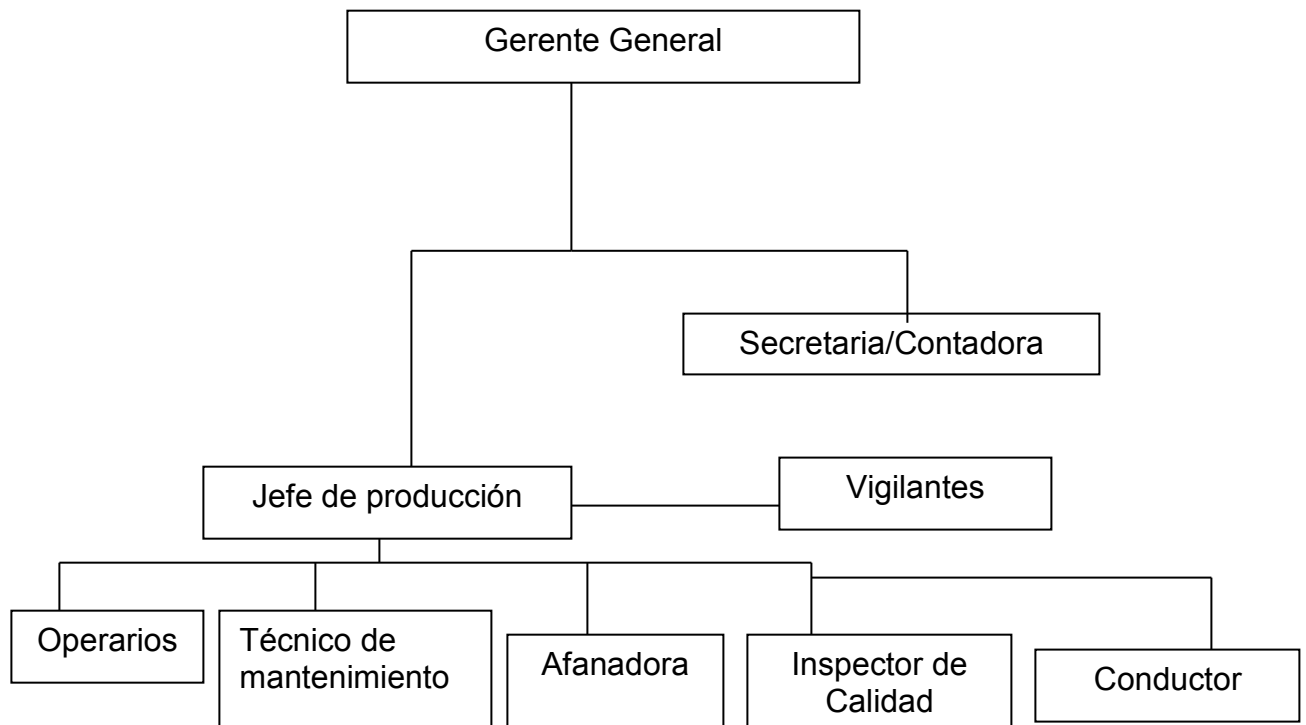 Gerente General
Secretaria/Contadora
Jefe de producción
Vigilantes
Operarios
Técnico de
mantenimiento
Afanadora
Inspector de
Calidad
Conductor